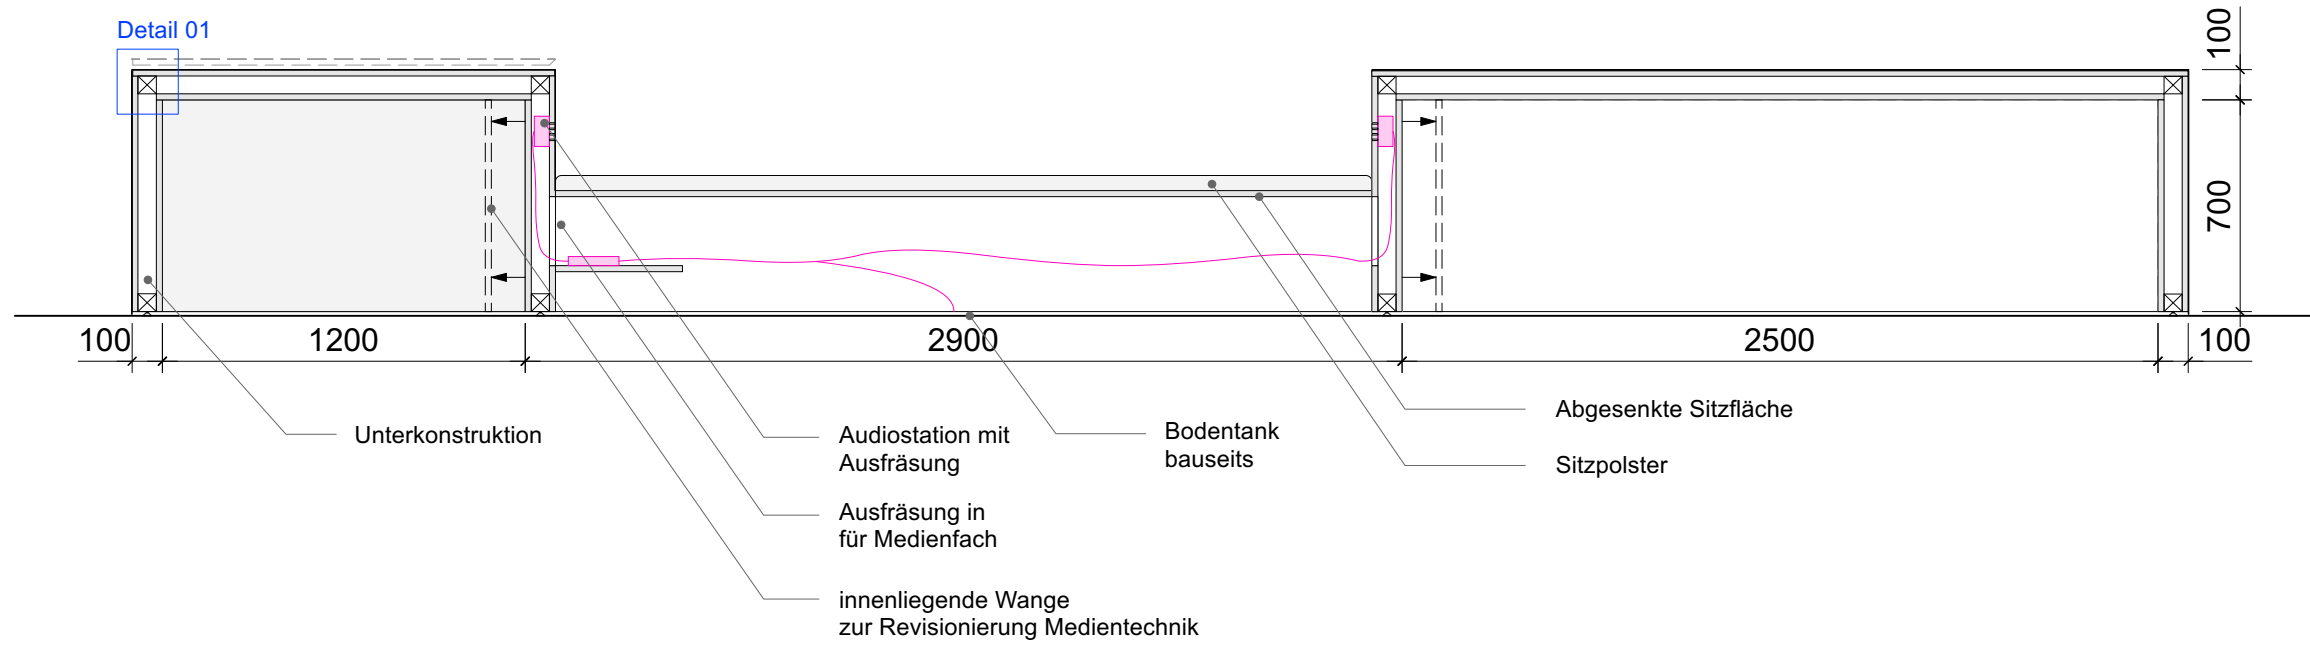 Detail 01
100
700
100
1200
2900
2500
100
Unterkonstruktion
Audiostation mit
Ausfräsung
Ausfräsung in
für Medienfach
innenliegende Wange
zur Revisionierung Medientechnik
Bodentank
bauseits
Abgesenkte Sitzfläche
Sitzpolster